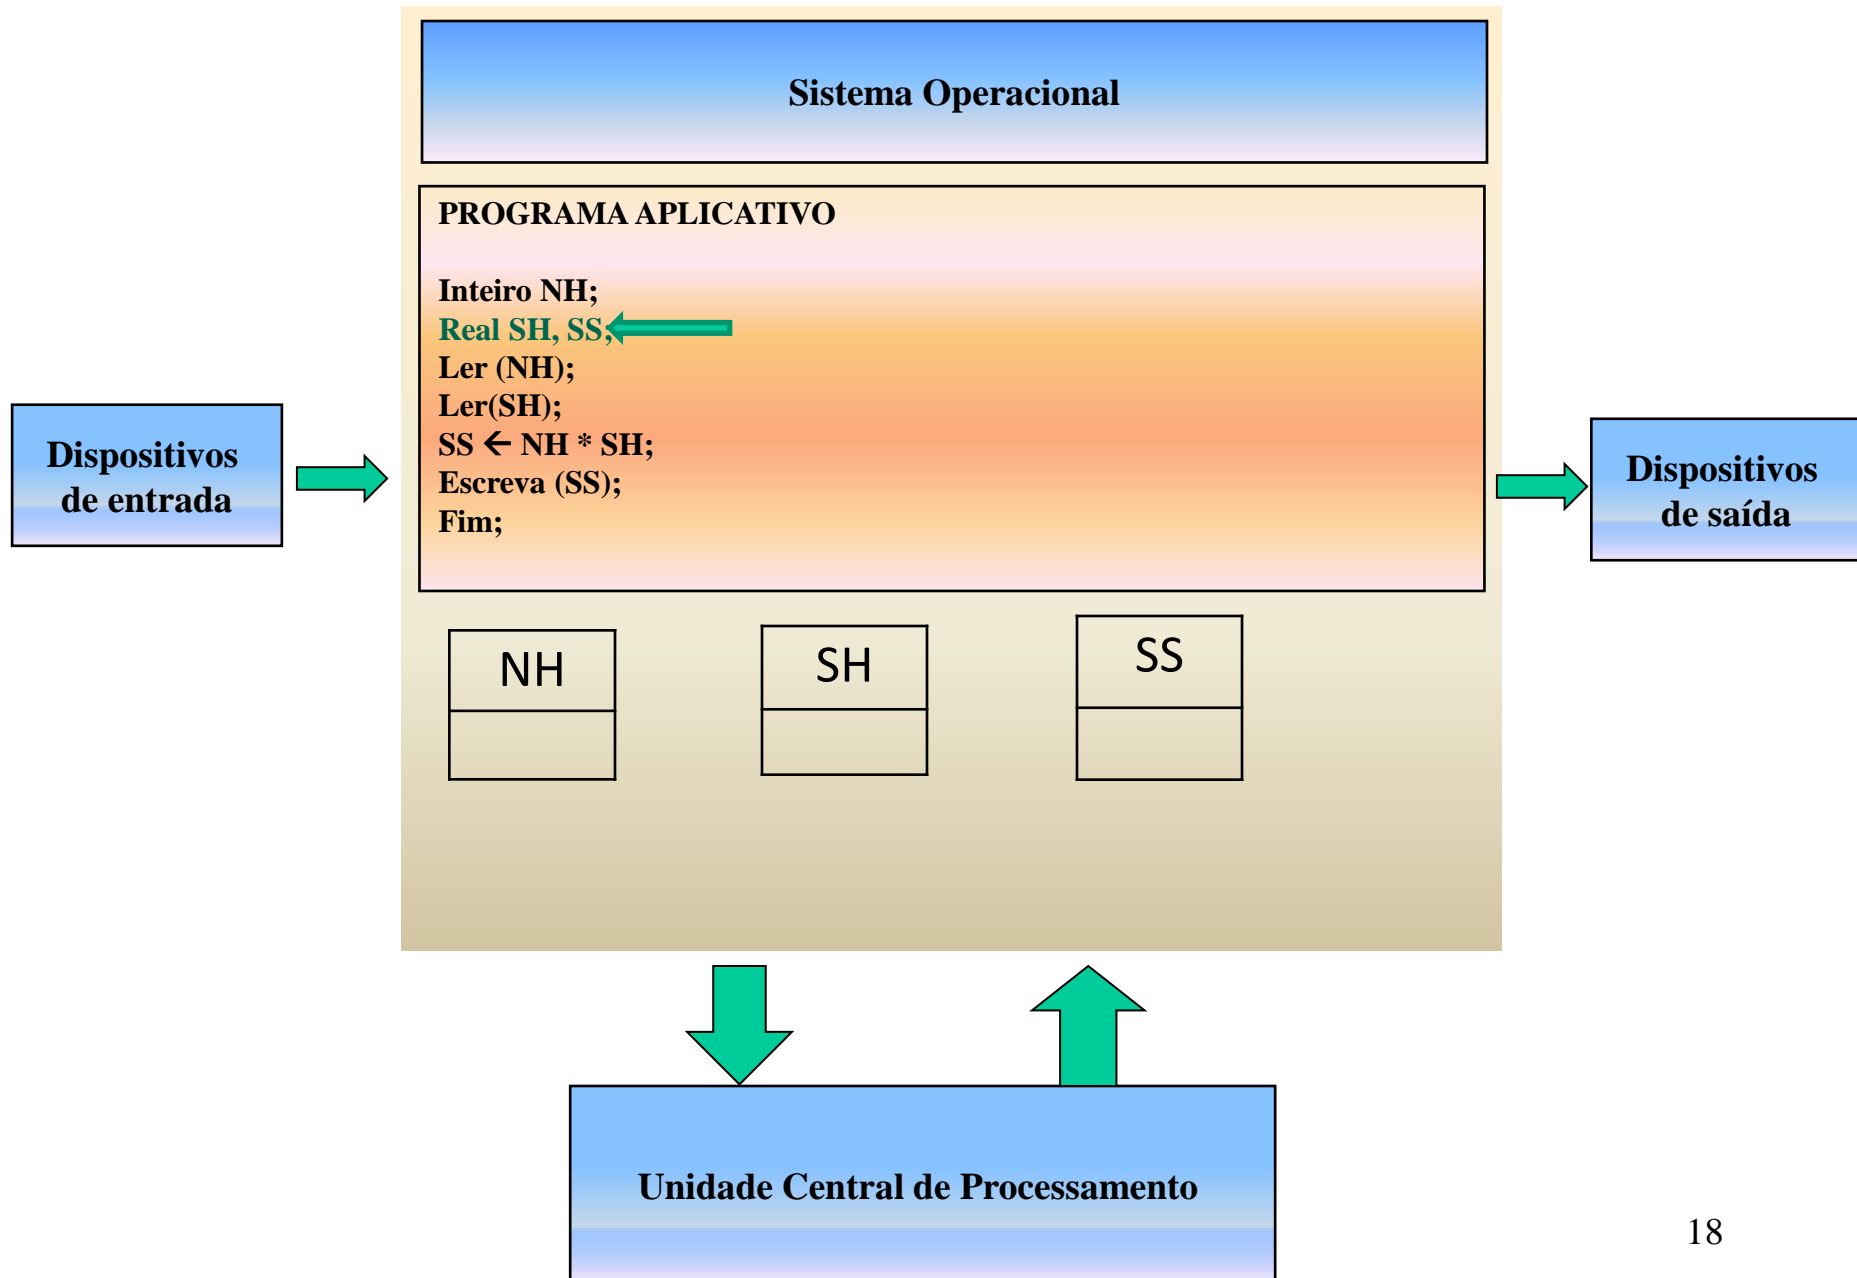 Sistema Operacional
PROGRAMA APLICATIVO
Inteiro NH;
Real SH, SS;
Ler (NH);
Ler(SH);
SS ← NH * SH;
Escreva (SS);
Fim;
Dispositivos
de entrada
Dispositivos
de saída
NH
SH
SS
Unidade Central de Processamento
18